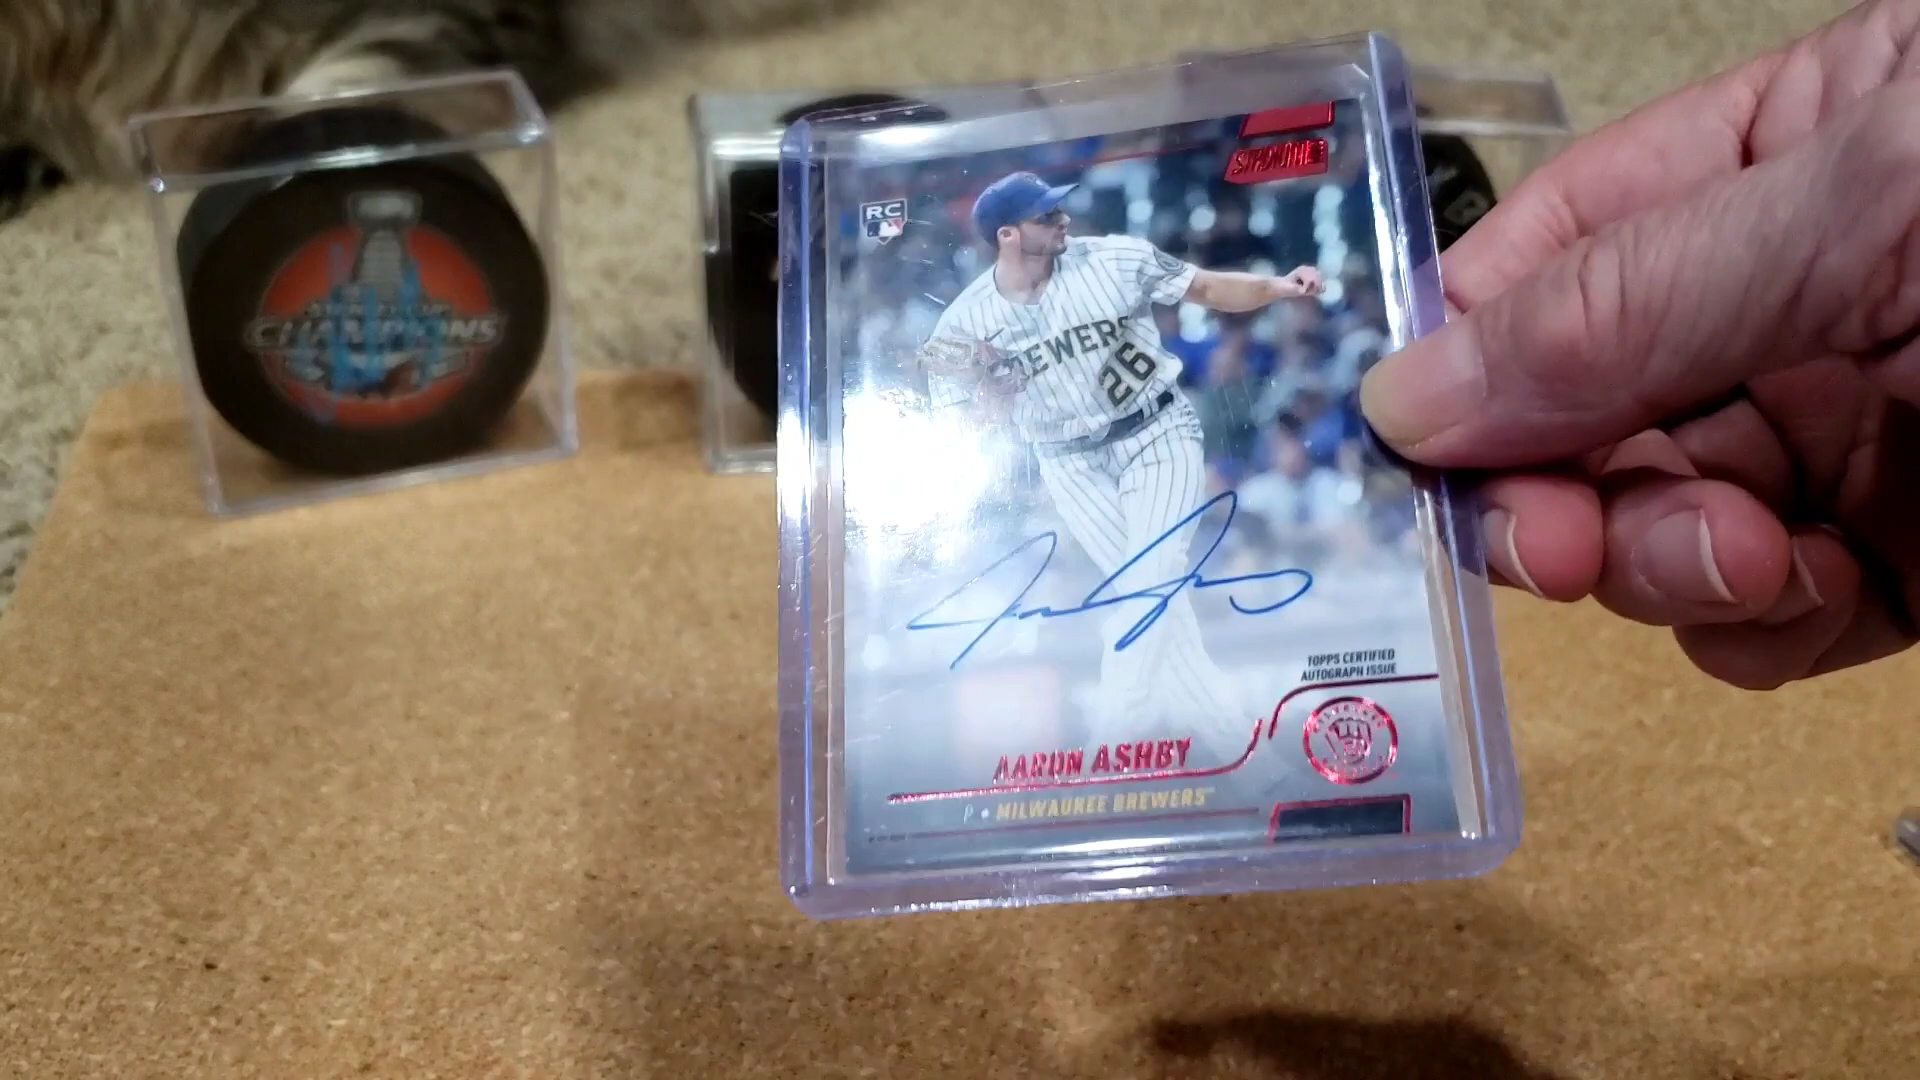 CHAMPIONS
STADIUM
RC
BREWERS
26
TOPPS CERTIFIED
AUTOGRAPH ISSUE
AARON ASHBY
P • MILWAUKEE BREWERS